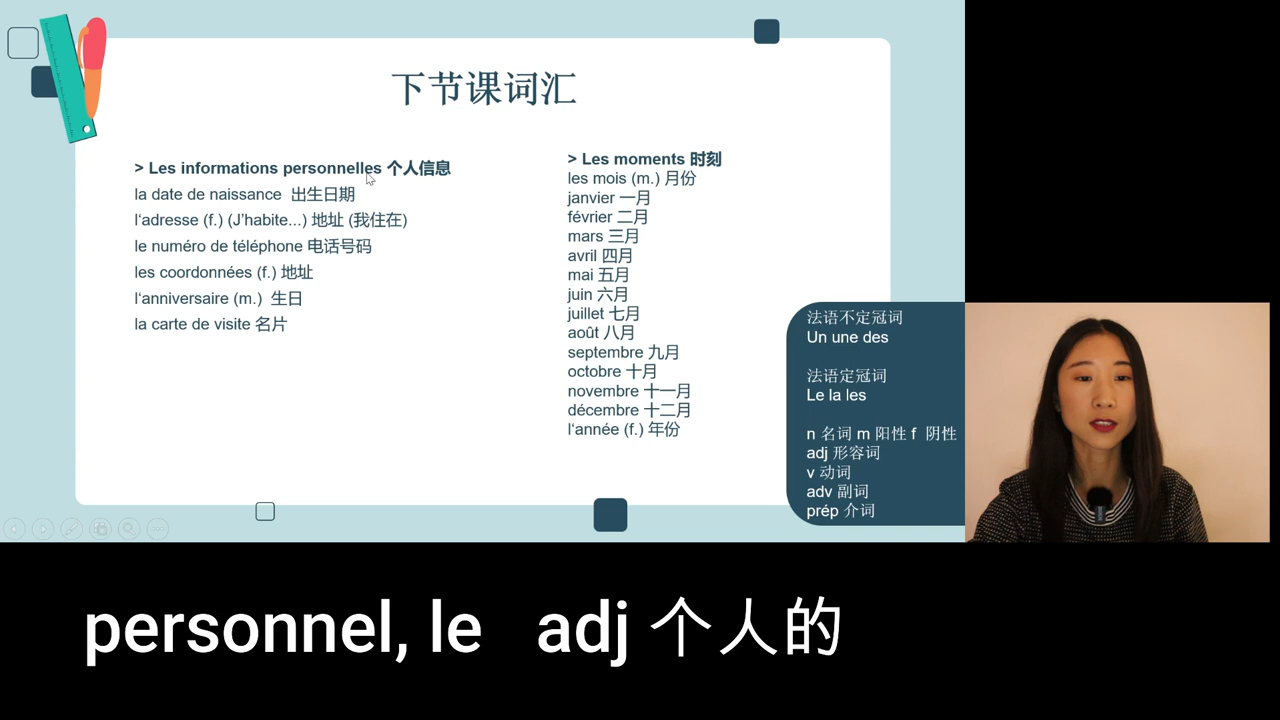 下节课词汇
> Les informations personnelles 个人信息
la date de naissance 出生日期
l'adresse (f.) (J'habite...) 地址 (我住在)
le numéro de téléphone 电话号码
les coordonnées (f.) 地址
l'anniversaire (m.) 生日
la carte de visite 名片
> Les moments 时刻
les mois (m.) 月份
janvier 一月
février 二月
mars 三月
avril 四月
mai 五月
juin 六月
juillet 七月
août 八月
septembre 九月
octobre 十月
novembre 十一月
décembre 十二月
l'année (f.) 年份
法语不定冠词
Un une des
法语定冠词
Le la les
n 名词 m 阳性 f 阴性
adj 形容词
v 动词
adv 副词
prép 介词
personnel, le adj 个人的